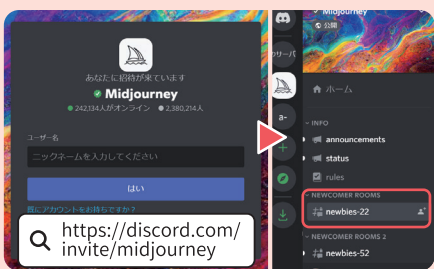 あなたに招待が来ています
Midjourney
242,134人がオンライン 2,380,214人
ユーザー名
ニックネームを入力してください
はい
既にアカウントをお持ちですか?
https://discord.com/
invite/midjourney
Midjourney
公開
クサーバ
ホーム
a-
INFO
announcements
status
rules
NEWCOMER ROOMS
newbies-22
NEWCOMER ROOMS 2
newbies-52